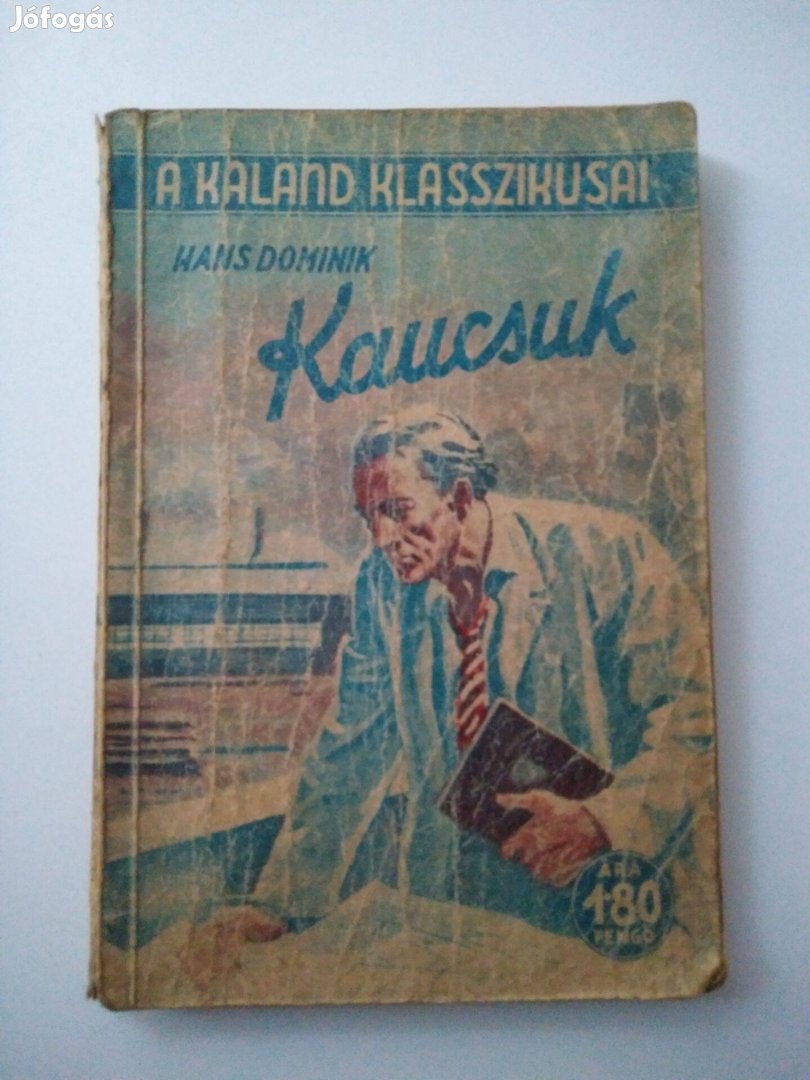 Jófogás
A KALAND KLASSZIKUSAI
HANS DOMINIK
Kaucsuk
ÁRA
1·80
PENGŐ